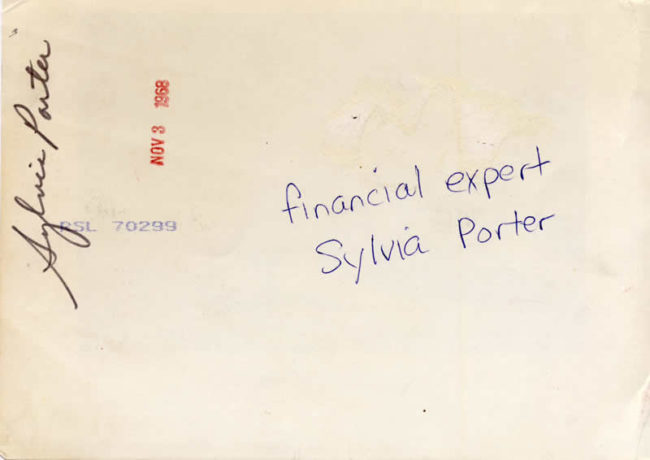 Sylvia Porter
NOV 3 1968
PSL 70299
financial expert
Sylvia Porter